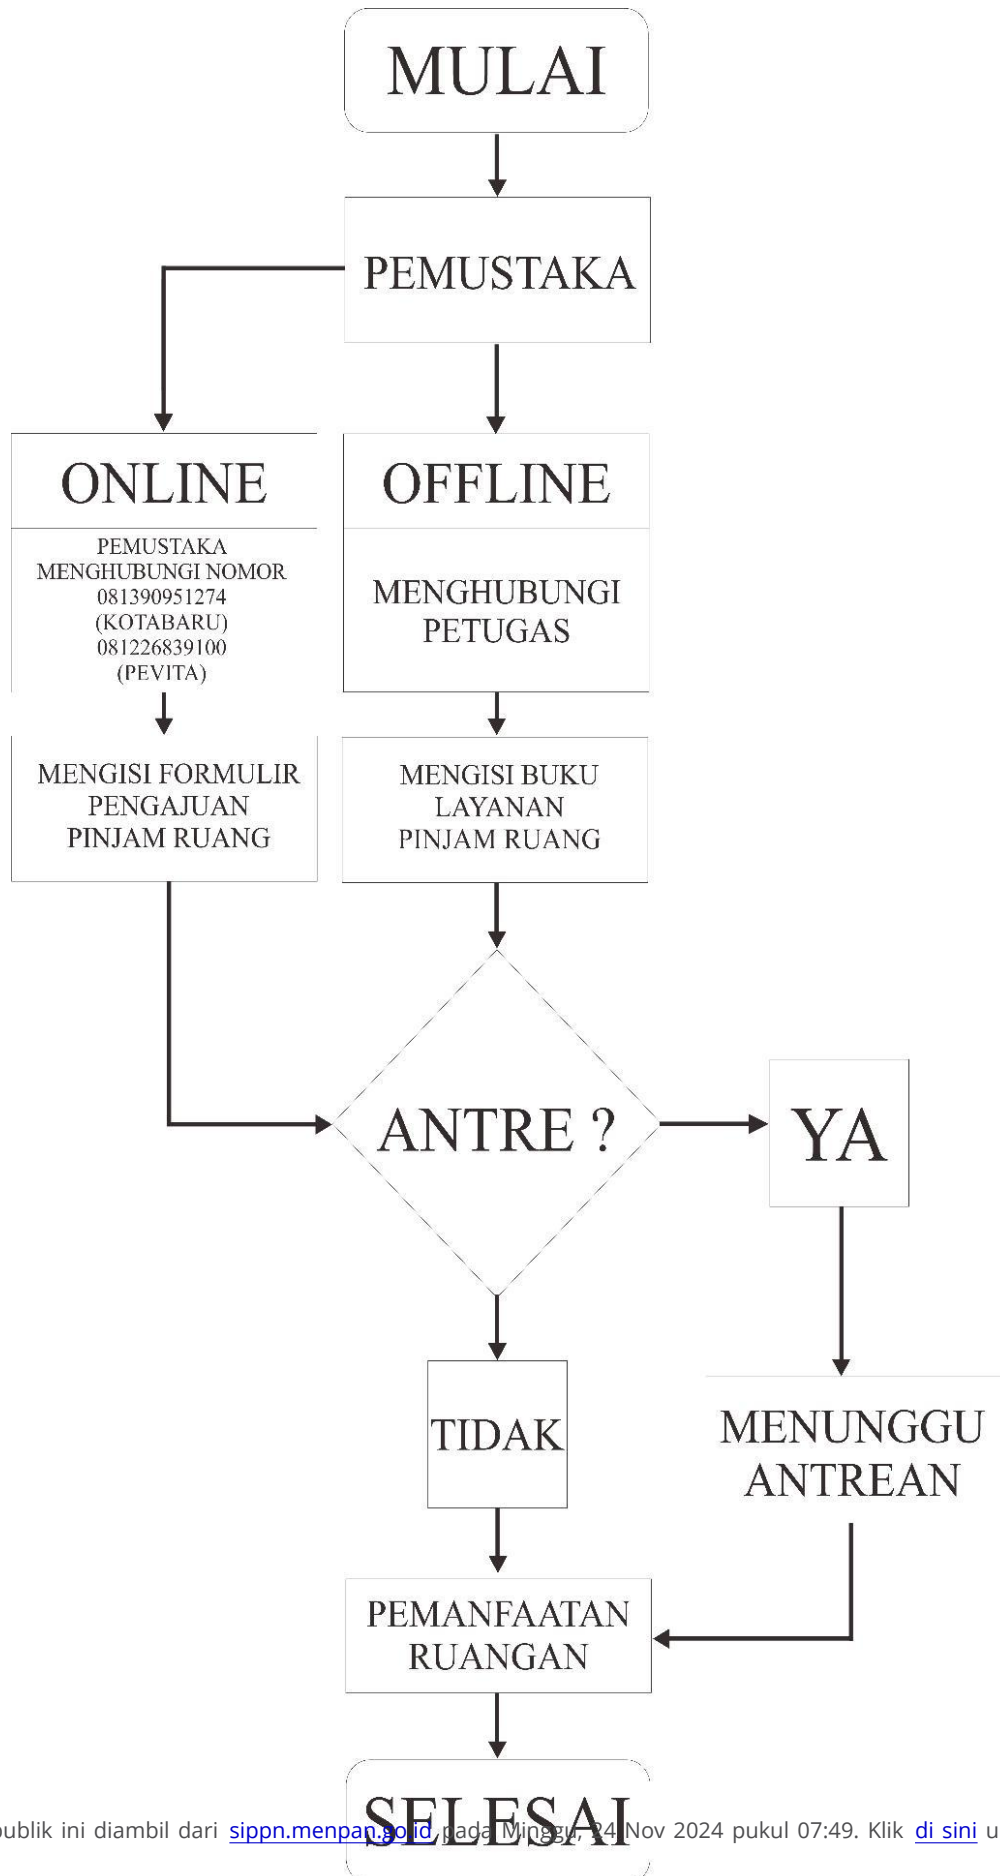 MULAI
PEMUSTAKA
ONLINE
PEMUSTAKA
MENGHUBUNGI NOMOR
081390951274
(KOTABARU)
081226839100
(PEVITA)
MENGISI FORMULIR
PENGAJUAN
PINJAM RUANG
OFFLINE
MENGHUBUNGI
PETUGAS
MENGISI BUKU
LAYANAN
PINJAM RUANG
ANTRE ?
YA
TIDAK
MENUNGGU
ANTREAN
PEMANFAATAN
RUANGAN
SELESAI
publik ini diambil dari sippn.menpan.go.id pada Minggu, 24 Nov 2024 pukul 07:49. Klik di sini